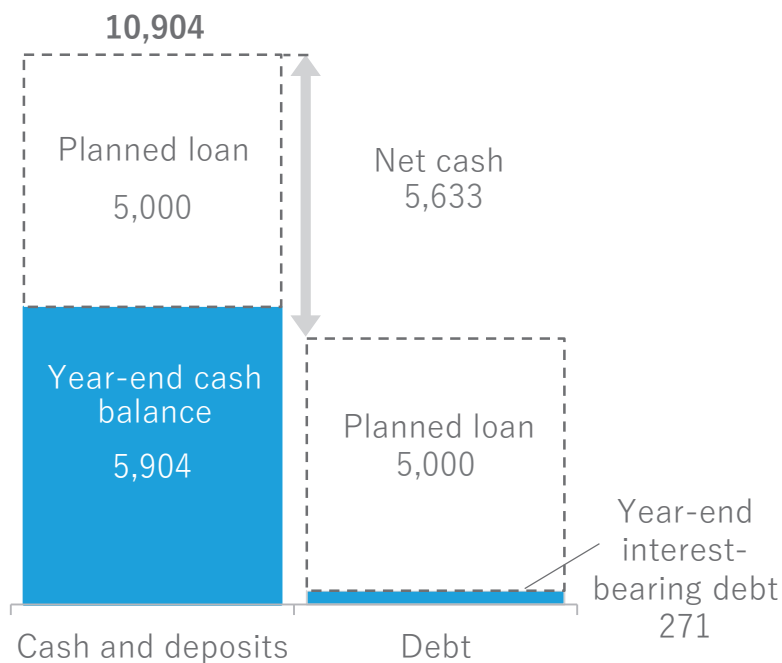 10,904
Planned loan
5,000
Net cash
5,633
Year-end cash
balance
5,904
Planned loan
5,000
Year-end
interest-
bearing debt
271
Cash and deposits
Debt